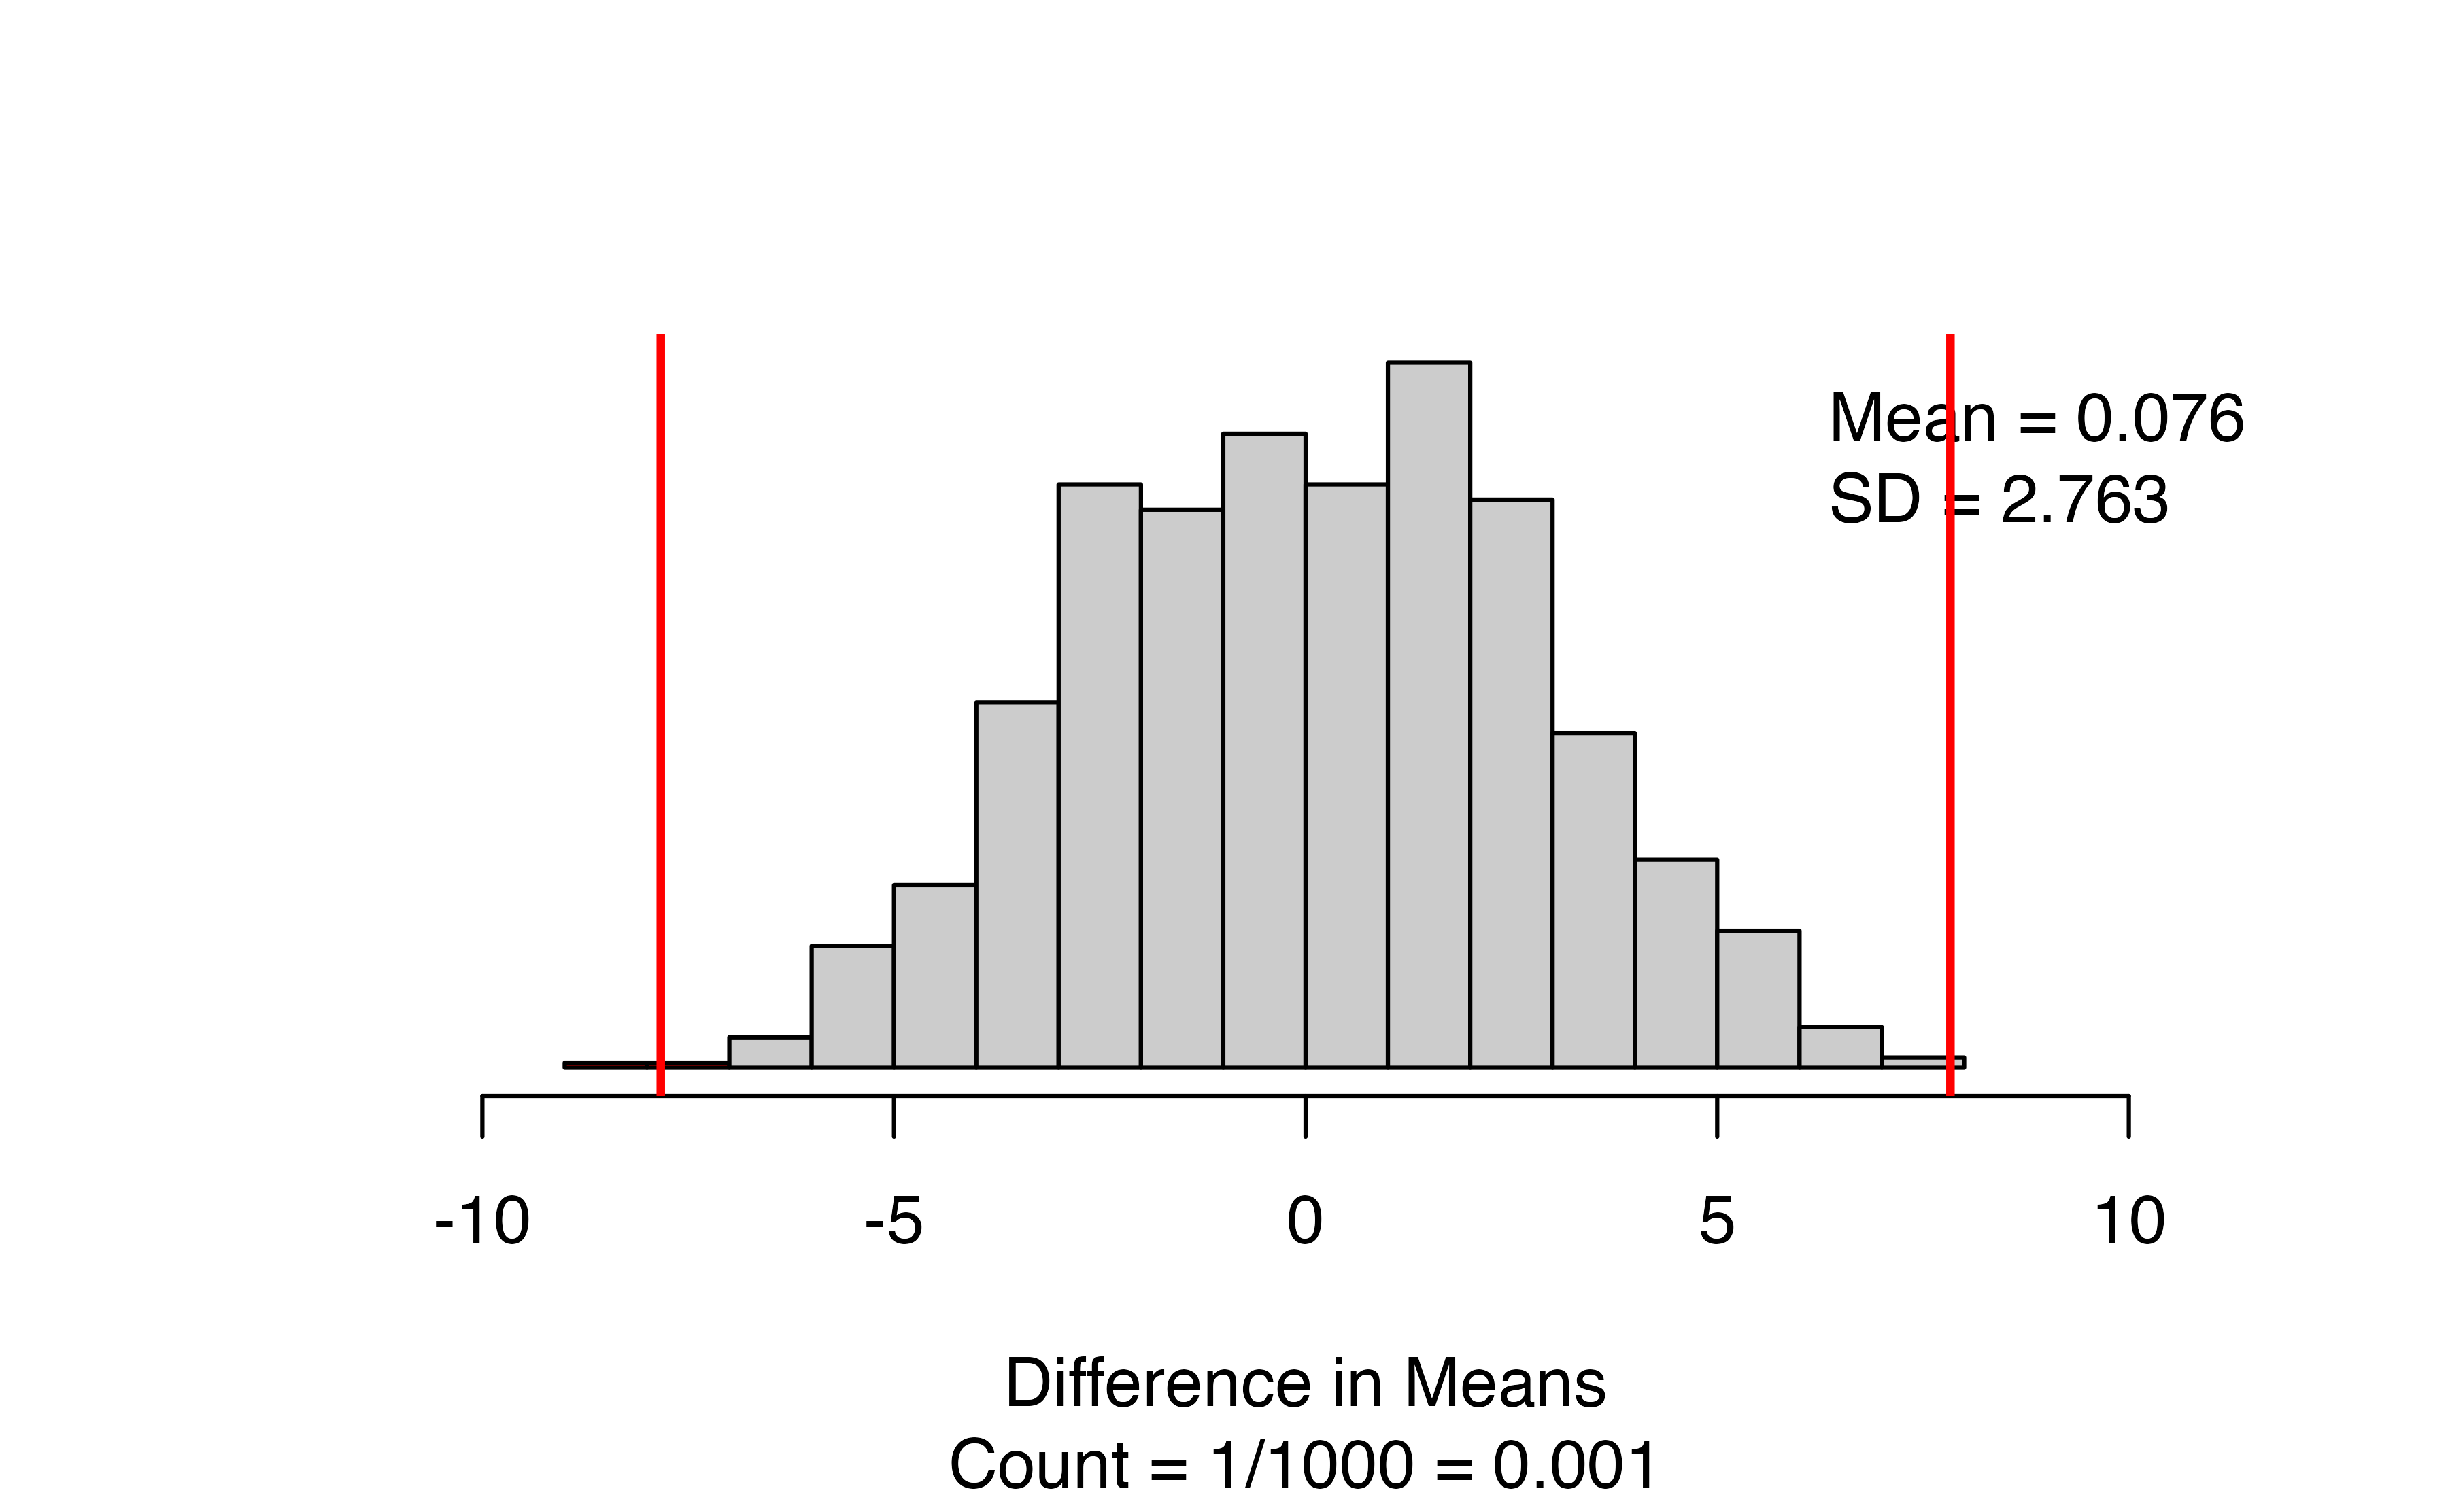 Mean = 0.076
SD = 2.763
-10 -5 0 5 10
Difference in Means
Count = 1/1000 = 0.001